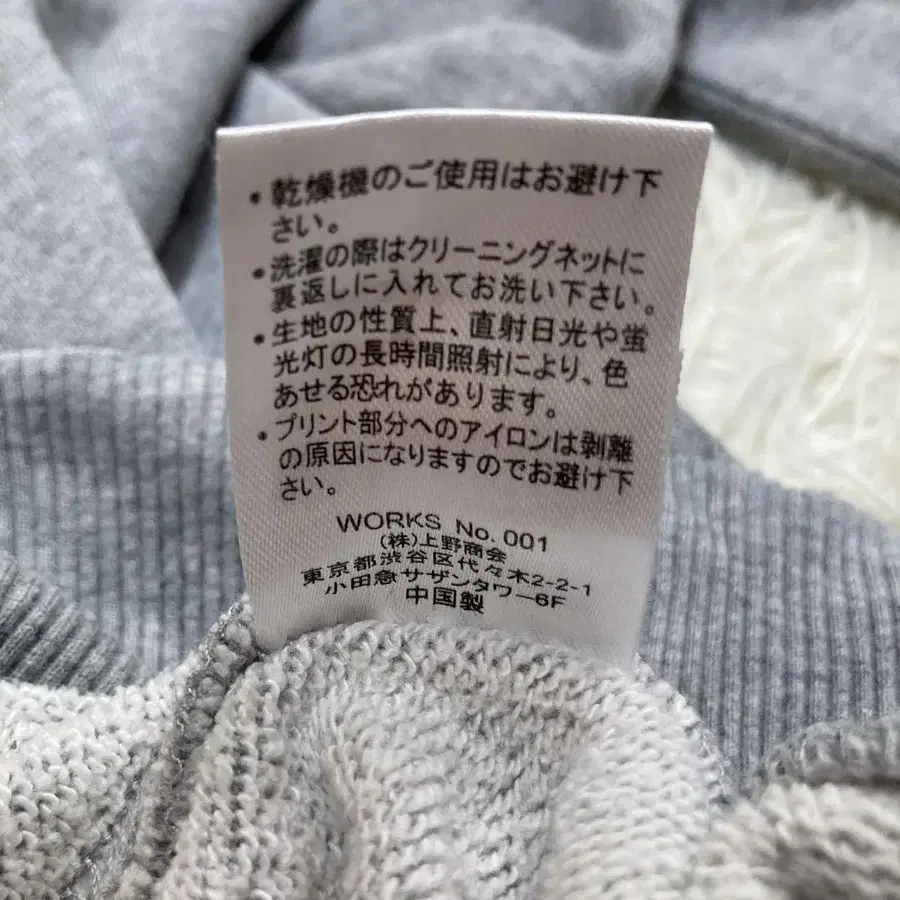 ・乾燥機のご使用はお避け下
さい。
・洗濯の際はクリーニングネットに
裏返しに入れてお洗い下さい。
・生地の性質上、直射日光や蛍
光灯の長時間照射により、色
あせる恐れがあります。
・プリント部分へのアイロンは剥離
の原因になりますのでお避け下
さい。
WORKS No. 001
(株)上野商会
東京都渋谷区代々木2-2-1
小田急サザンタワー6F
中国製